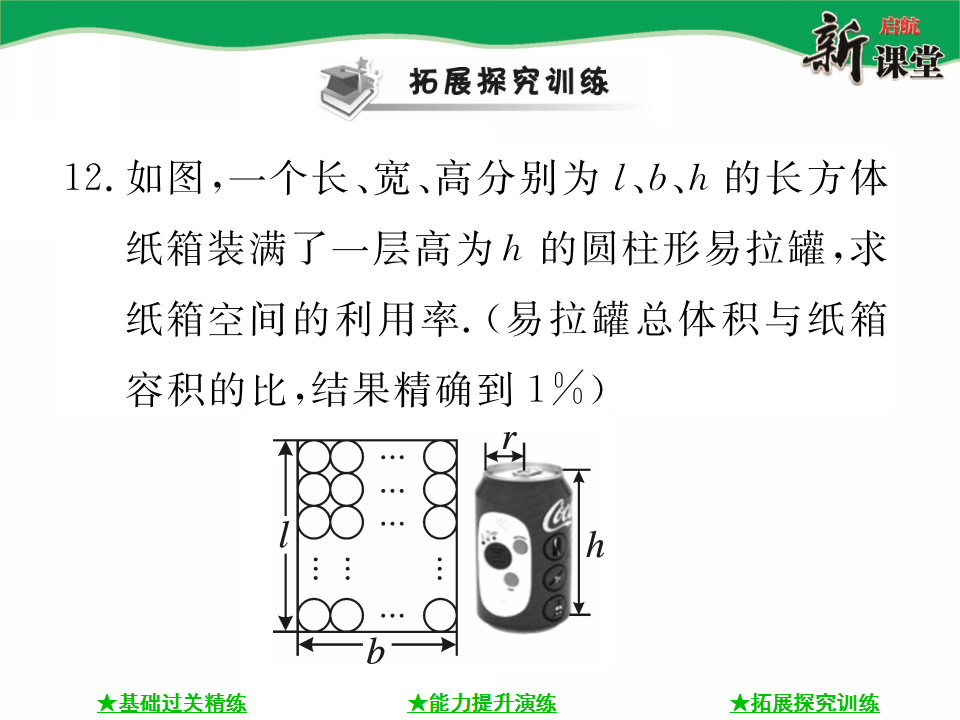 启航
新课堂
拓展探究训练
12. 如图,一个长、宽、高分别为 l、b、h 的长方体
纸箱装满了一层高为 h 的圆柱形易拉罐,求
纸箱空间的利用率.(易拉罐总体积与纸箱
容积的比,结果精确到 1%)
r
l
h
b
★基础过关精练 ★能力提升演练 ★拓展探究训练